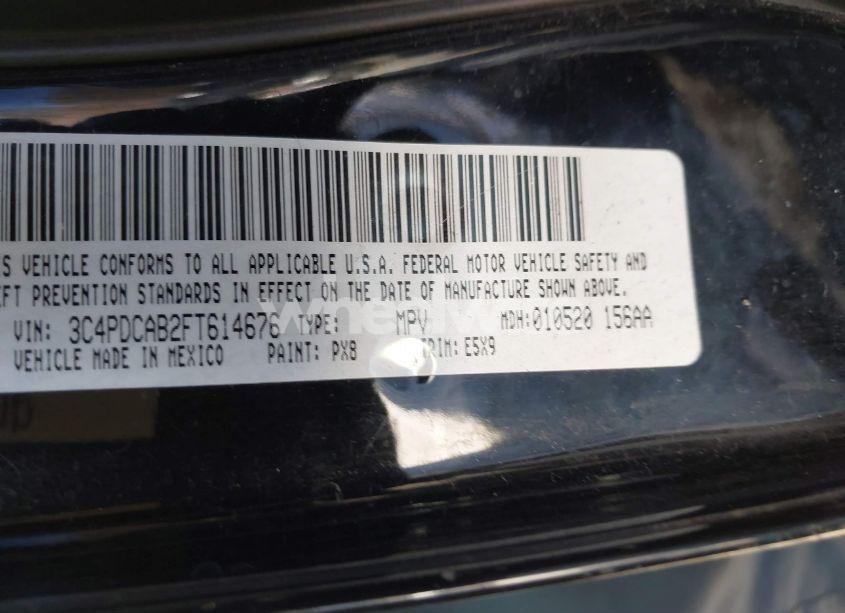 S VEHICLE CONFORMS TO ALL APPLICABLE U.S.A. FEDERAL MOTOR VEHICLE SAFETY AND
EFT PREVENTION STANDARDS IN EFFECT ON THE DATE OF MANUFACTURE SHOWN ABOVE.
VIN: 3C4PDCAB2FT614676 TYPE: MPV MDH:010520 156AA
VEHICLE MADE IN MEXICO PAINT: PX8 TRIM: E5X9